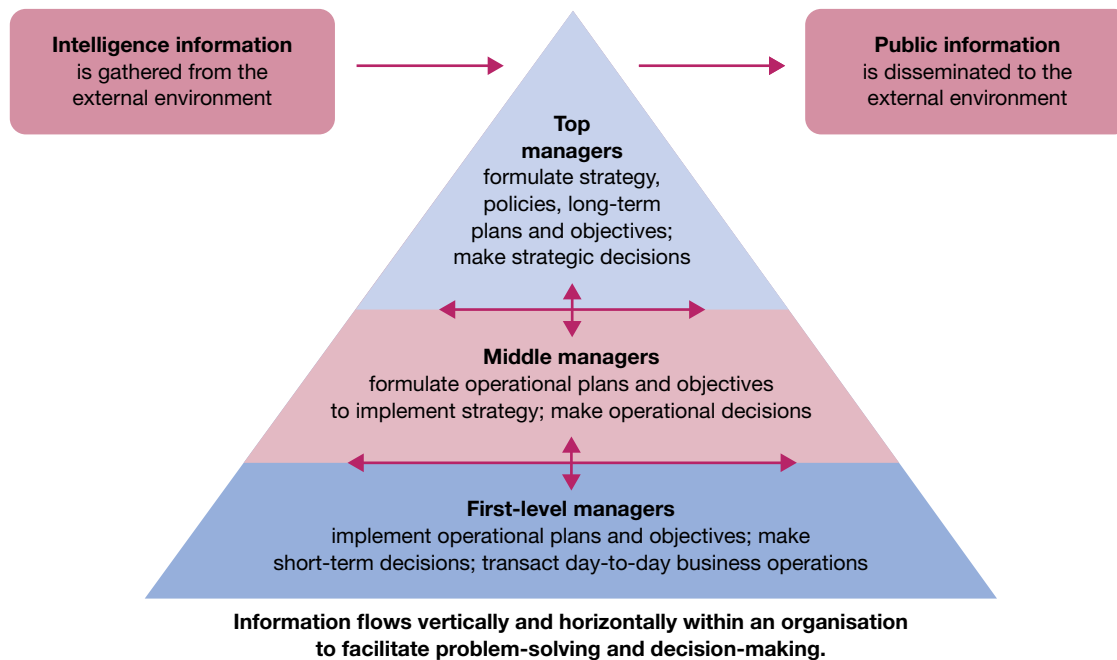 Intelligence information
is gathered from the
external environment
Public information
is disseminated to the
external environment
Top
managers
formulate strategy,
policies, long-term
plans and objectives;
make strategic decisions
Middle managers
formulate operational plans and objectives
to implement strategy; make operational decisions
First-level managers
implement operational plans and objectives; make
short-term decisions; transact day-to-day business operations
Information flows vertically and horizontally within an organisation
to facilitate problem-solving and decision-making.